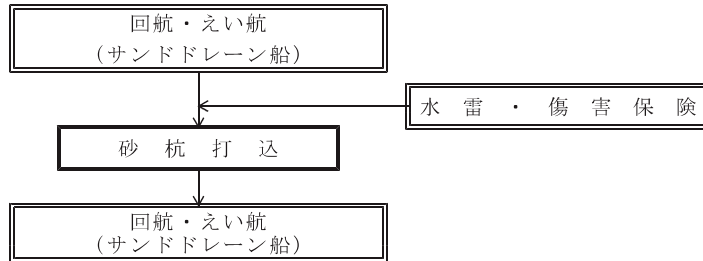 回航・えい航
(サンドドレーン船)
水雷・傷害保険
砂杭打込
回航・えい航
(サンドドレーン船)